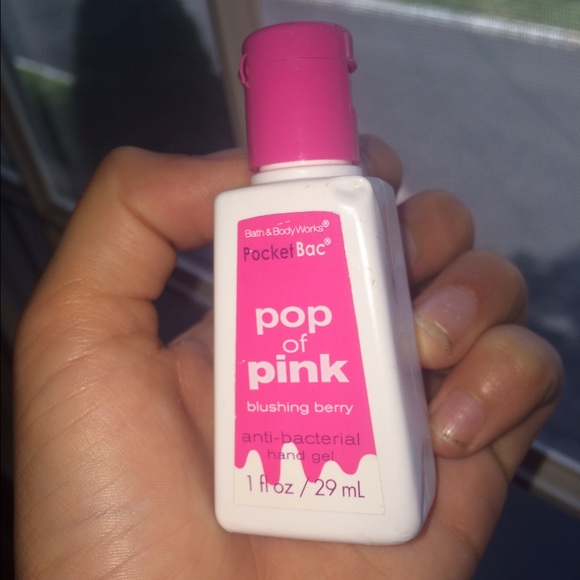 Bath & Body Works®
PocketBac®
pop
of
pink
blushing berry
anti-bacterial
hand gel
1 fl oz / 29 mL